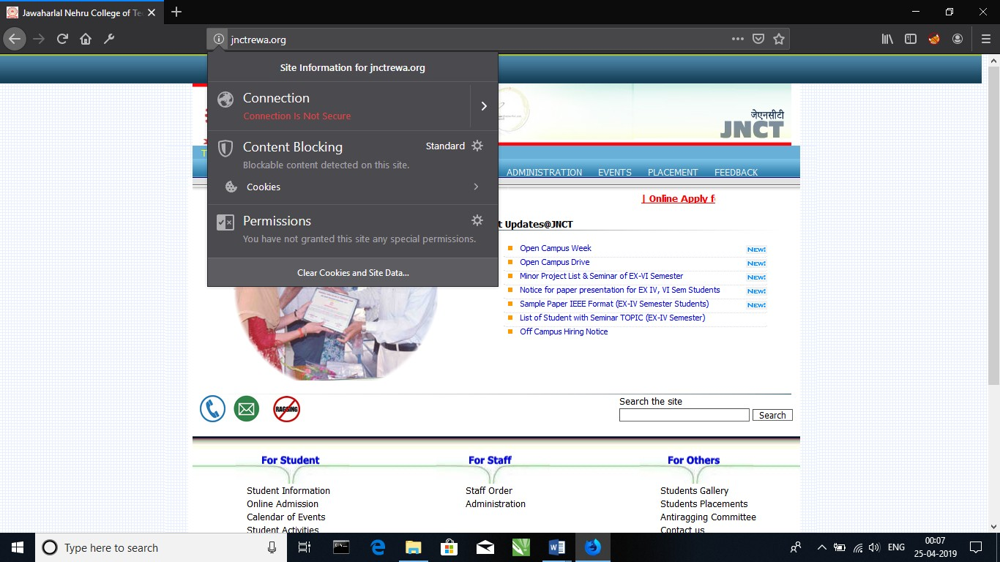 Jawaharlal Nehru College of Te
jnctrewa.org
Site Information for jnctrewa.org
Connection
Connection Is Not Secure
Content Blocking
Standard
Blockable content detected on this site.
Cookies
Permissions
You have not granted this site any special permissions.
Clear Cookies and Site Data...
जेएनसीटी
JNCT
T
ADMINISTRATION EVENTS PLACEMENT FEEDBACK
| Online Apply f
t Updates@JNCT
Open Campus Week NEW!
Open Campus Drive NEW!
Minor Project List & Seminar of EX-VI Semester NEW!
Notice for paper presentation for EX IV, VI Sem Students NEW!
Sample Paper IEEE Format (EX-IV Semester Students) NEW!
List of Student with Seminar TOPIC (EX-IV Semester)
Off Campus Hiring Notice
RAGGING
Search the site
Search
For Student
Student Information
Online Admission
Calendar of Events
Student Activities
For Staff
Staff Order
Administration
For Others
Students Gallery
Students Placements
Antiragging Committee
Contact us
Type here to search
ENG
00:07
25-04-2019